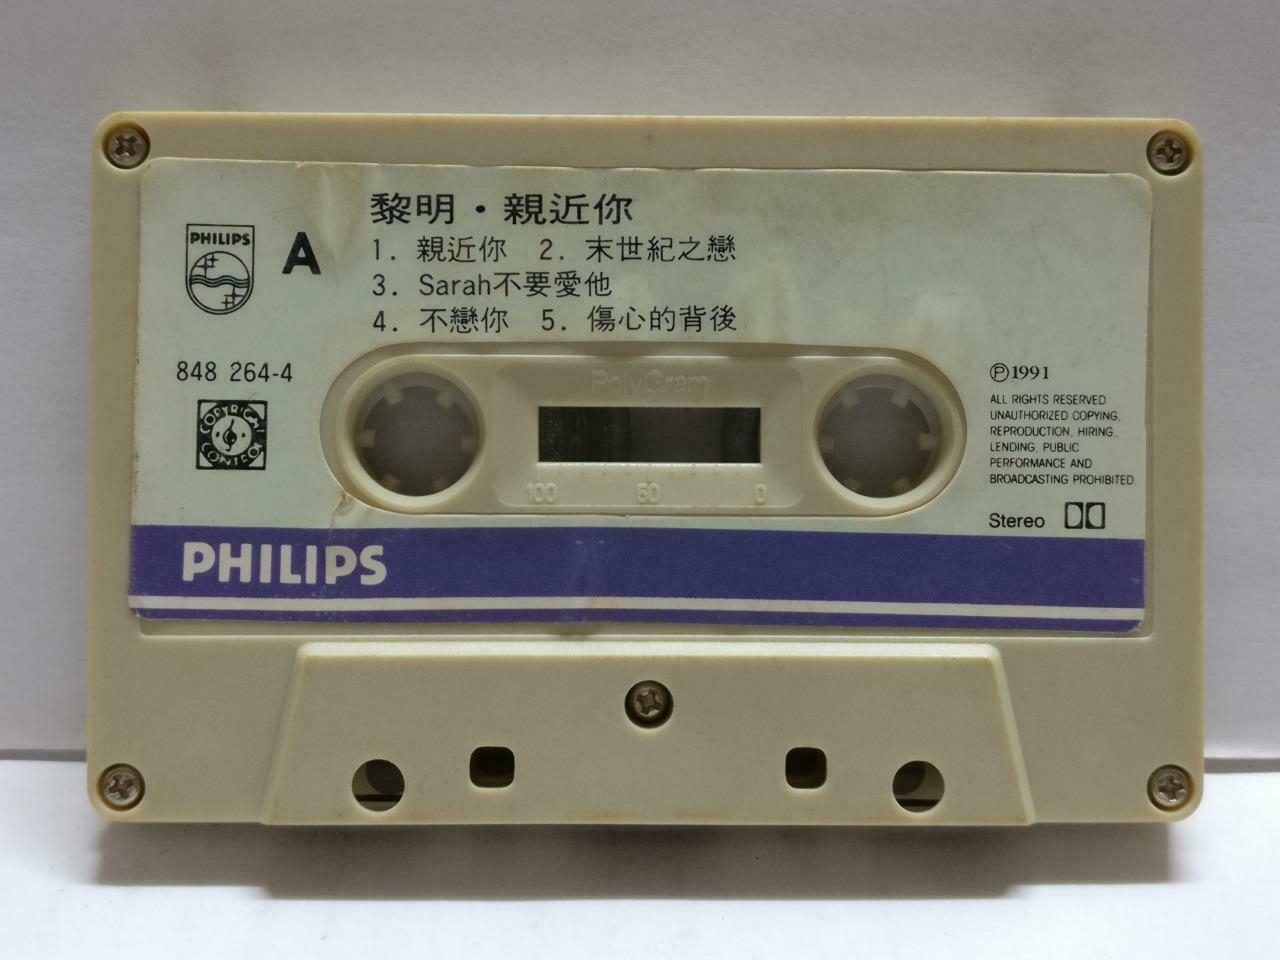 黎明・親近你
PHILIPS
A
1. 親近你 2. 末世紀之戀
3. Sarah不要愛他
4. 不戀你 5. 傷心的背後
848 264-4
COPYRIGHT CONTROL
PolyGram
100 50 0
Ⓟ1991
ALL RIGHTS RESERVED.
UNAUTHORIZED COPYING,
REPRODUCTION, HIRING,
LENDING, PUBLIC
PERFORMANCE AND
BROADCASTING PROHIBITED.
Stereo
PHILIPS